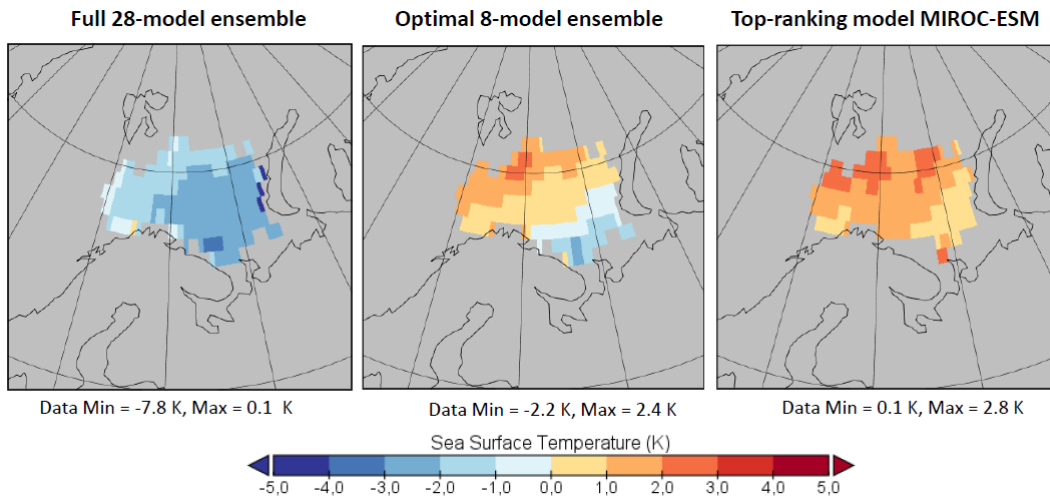 Full 28-model ensemble
Optimal 8-model ensemble
Top-ranking model MIROC-ESM
Data Min = -7.8 K, Max = 0.1 K
Data Min = -2.2 K, Max = 2.4 K
Data Min = 0.1 K, Max = 2.8 K
Sea Surface Temperature (K)
-5,0 -4,0 -3,0 -2,0 -1,0 0,0 1,0 2,0 3,0 4,0 5,0